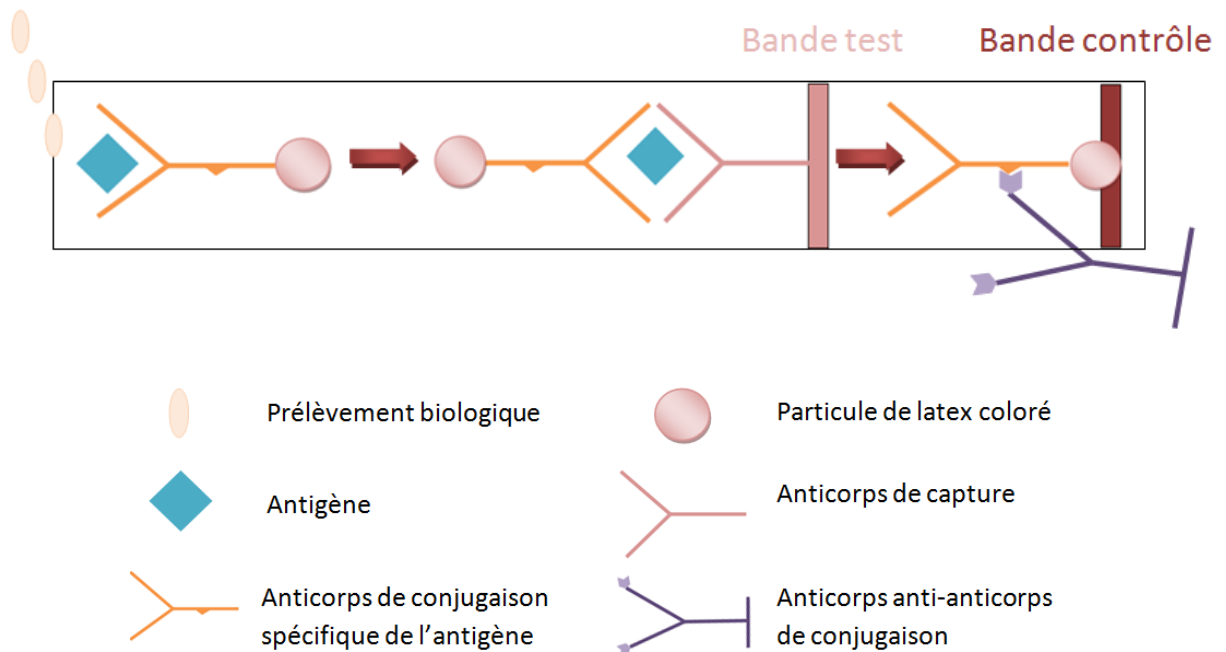 Bande test
Bande contrôle
Prélèvement biologique
Particule de latex coloré
Antigène
Anticorps de capture
Anticorps de conjugaison
spécifique de l'antigène
Anticorps anti-anticorps
de conjugaison